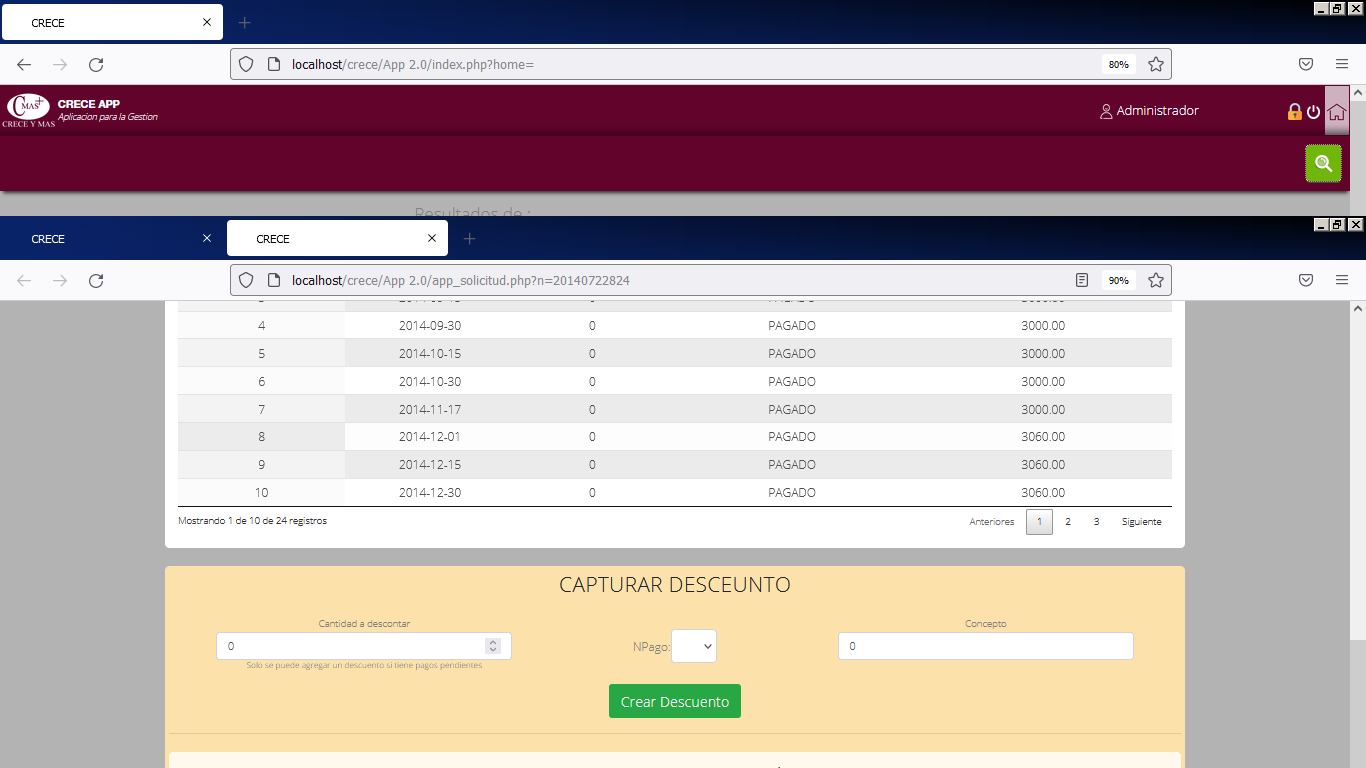 CRECE
localhost/crece/App 2.0/index.php?home=
80%
CMAS+
CRECE Y MAS
CRECE APP
Aplicacion para la Gestion
Administrador
Resultados de :
CRECE
CRECE
localhost/crece/App 2.0/app_solicitud.php?n=20140722824
90%
4 2014-09-30 0 PAGADO 3000.00
5 2014-10-15 0 PAGADO 3000.00
6 2014-10-30 0 PAGADO 3000.00
7 2014-11-17 0 PAGADO 3000.00
8 2014-12-01 0 PAGADO 3060.00
9 2014-12-15 0 PAGADO 3060.00
10 2014-12-30 0 PAGADO 3060.00
Mostrando 1 de 10 de 24 registros
Anteriores 1 2 3 Siguiente
CAPTURAR DESCEUNTO
Cantidad a descontar
0
Solo se puede agregar un descuento si tiene pagos pendientes
NPago:
Concepto
0
Crear Descuento